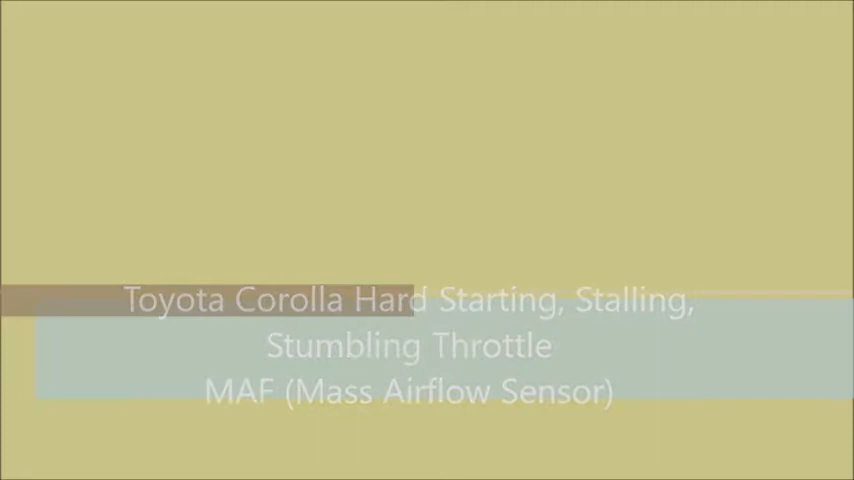 Toyota Corolla Hard Starting, Stalling,
Stumbling Throttle
MAF (Mass Airflow Sensor)